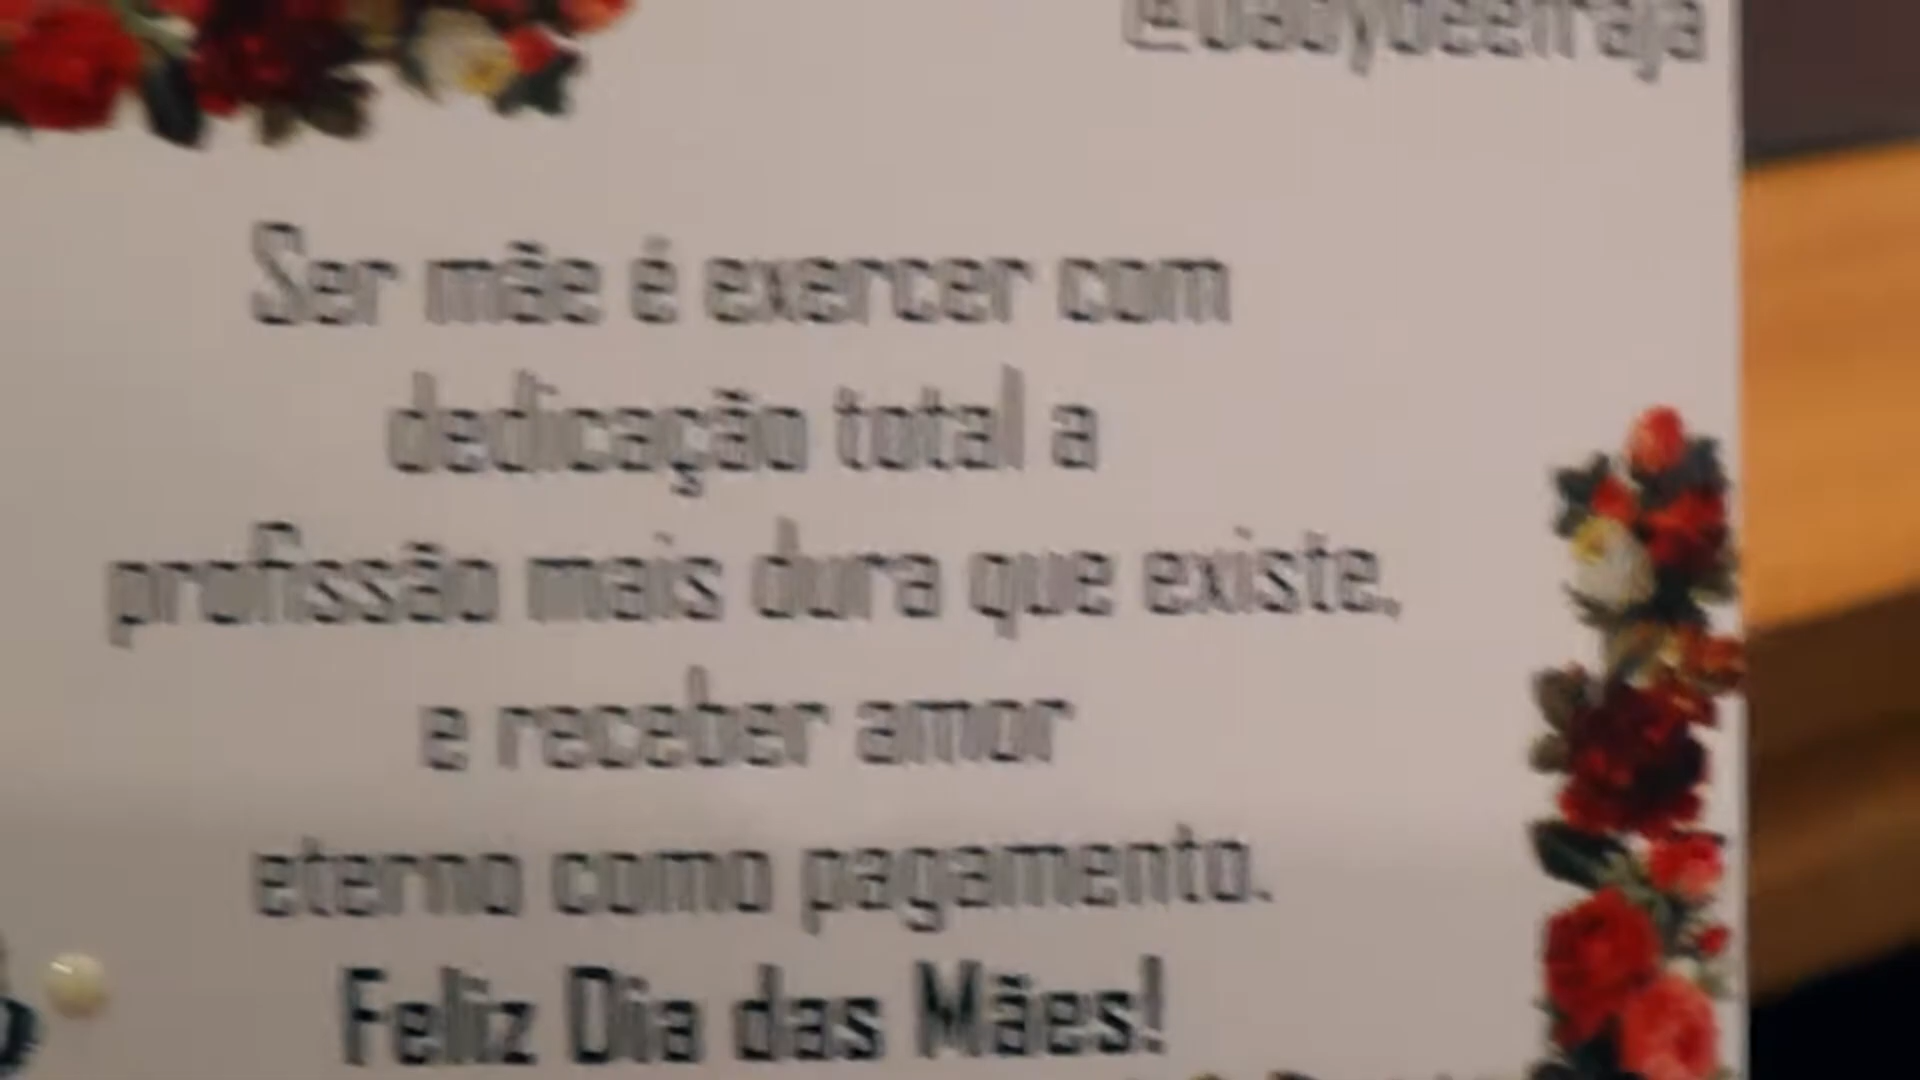 @babybeefraja
Ser mãe é exercer com
dedicação total a
profissão mais dura que existe,
e receber amor
eterno como pagamento.
Feliz Dia das Mães!